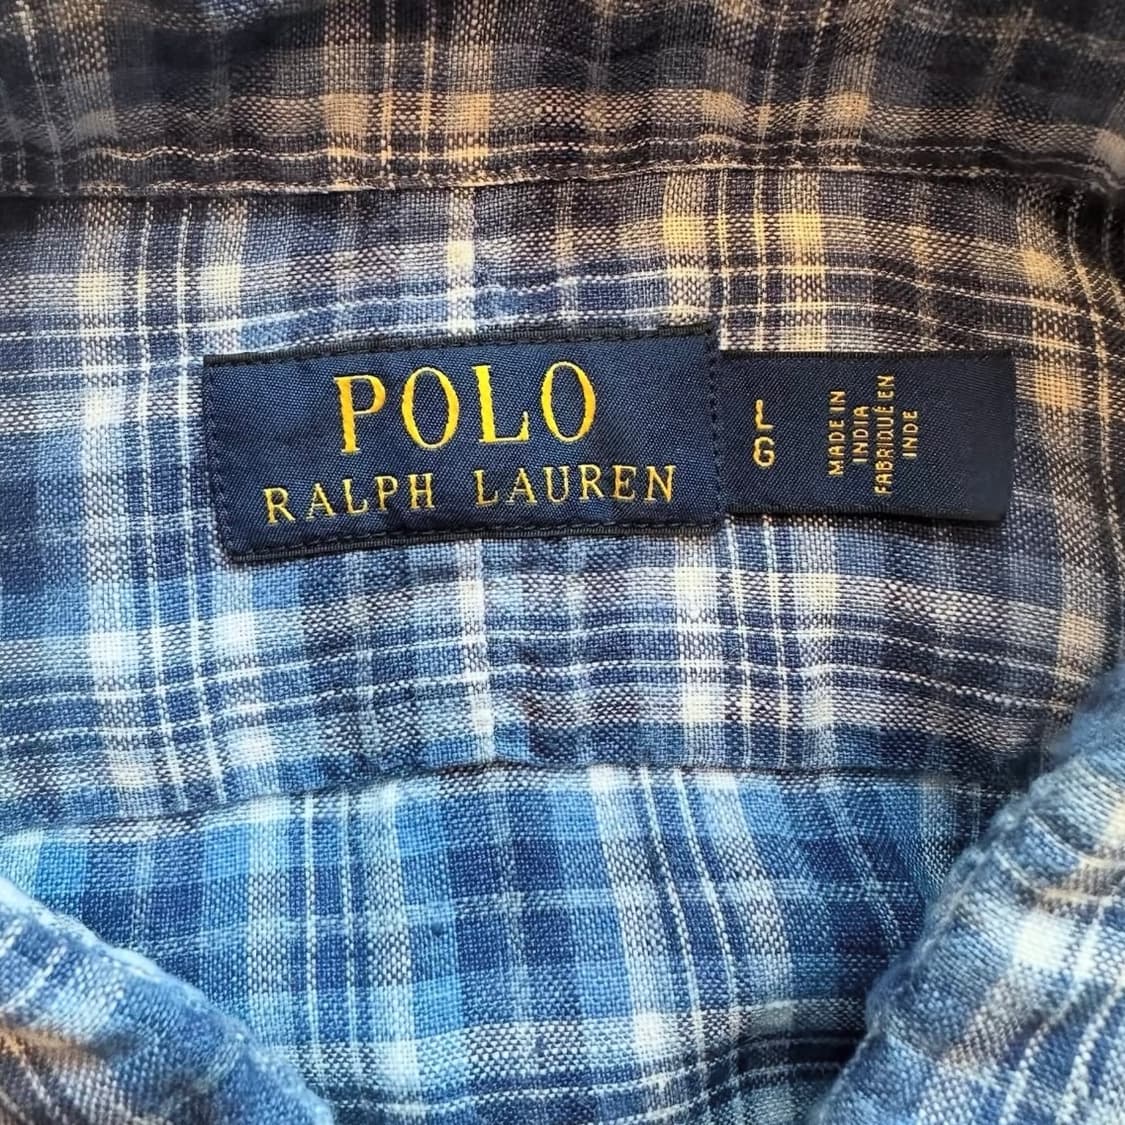 POLO
RALPH LAUREN
L
G
MADE IN
INDIA
FABRIQUÉ EN
INDE